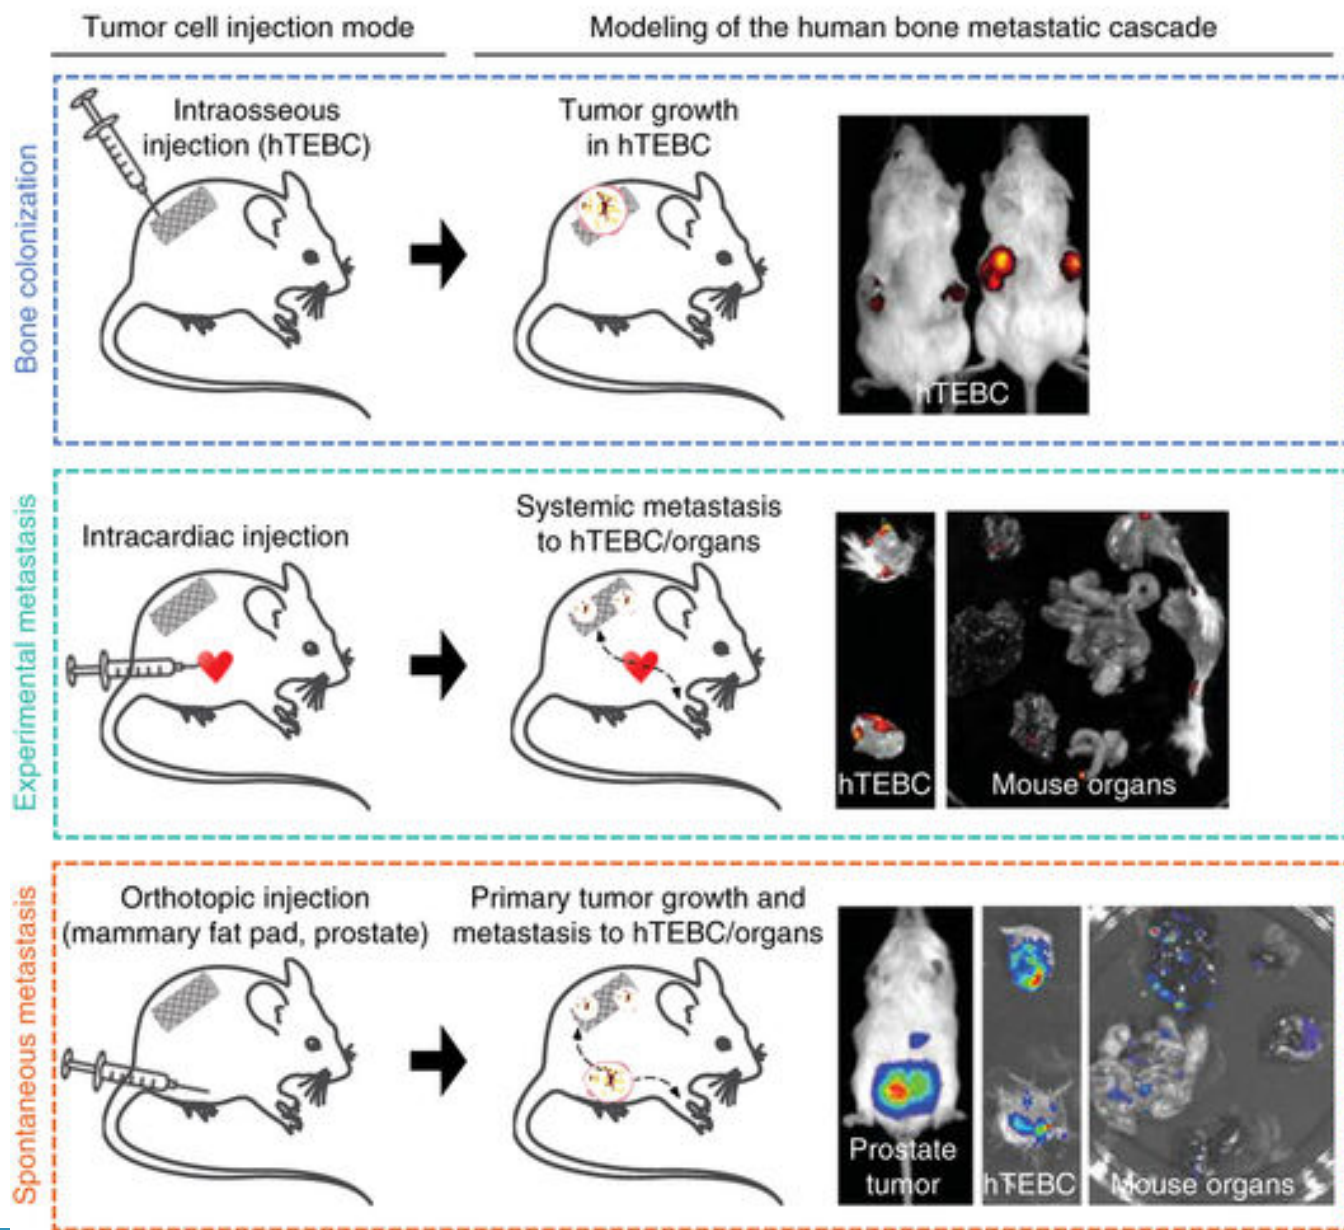 Tumor cell injection mode
Modeling of the human bone metastatic cascade
Bone colonization
Intraosseous
injection (hTEBC)
Tumor growth
in hTEBC
hTEBC
Experimental metastasis
Intracardiac injection
Systemic metastasis
to hTEBC/organs
hTEBC
Mouse organs
Spontaneous metastasis
Orthotopic injection
(mammary fat pad, prostate)
Primary tumor growth and
metastasis to hTEBC/organs
Prostate
tumor
hTEBC
Mouse organs